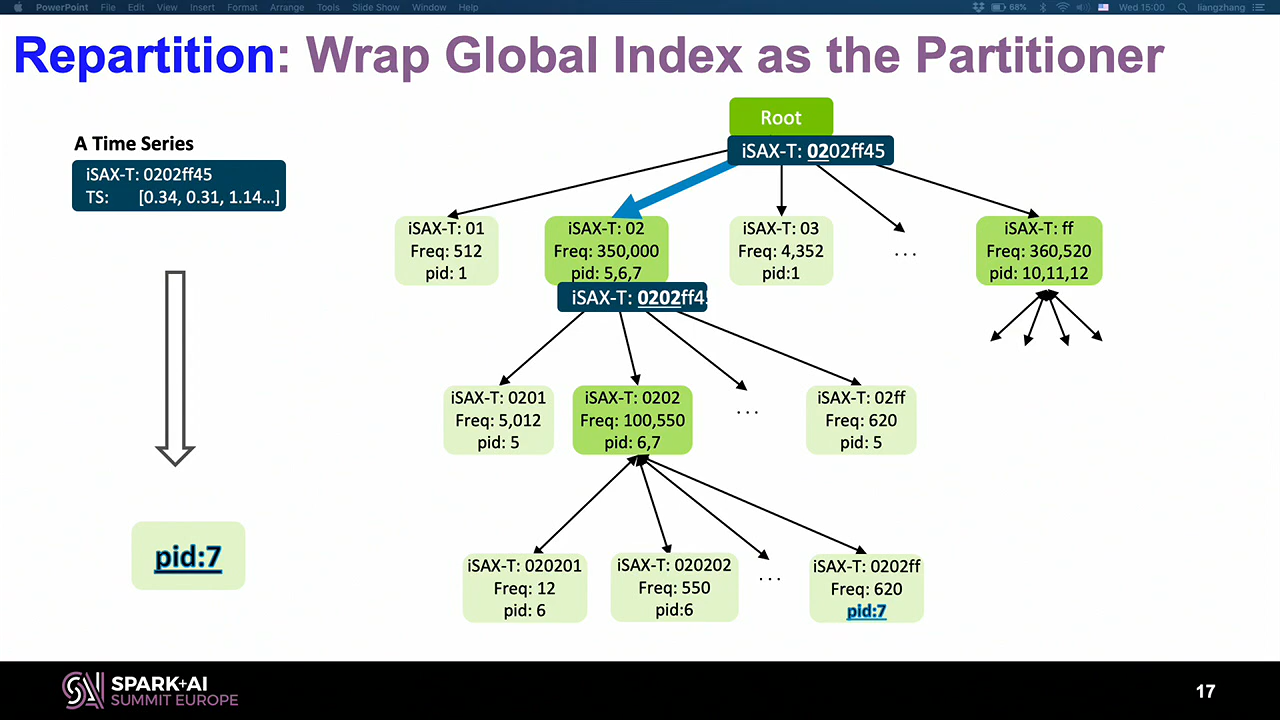 PowerPoint File Edit View Insert Format Arrange Tools Slide Show Window Help 68% Wed 15:00 liangzhang
Repartition: Wrap Global Index as the Partitioner
Root
iSAX-T: 0202ff45
A Time Series
iSAX-T: 0202ff45
TS: [0.34, 0.31, 1.14...]
iSAX-T: 01
Freq: 512
pid: 1
iSAX-T: 02
Freq: 350,000
pid: 5,6,7
iSAX-T: 03
Freq: 4,352
pid:1
...
iSAX-T: ff
Freq: 360,520
pid: 10,11,12
iSAX-T: 0202ff45
iSAX-T: 0201
Freq: 5,012
pid: 5
iSAX-T: 0202
Freq: 100,550
pid: 6,7
...
iSAX-T: 02ff
Freq: 620
pid: 5
pid:7
iSAX-T: 020201
Freq: 12
pid: 6
iSAX-T: 020202
Freq: 550
pid:6
...
iSAX-T: 0202ff
Freq: 620
pid:7
SPARK+AI
SUMMIT EUROPE
17